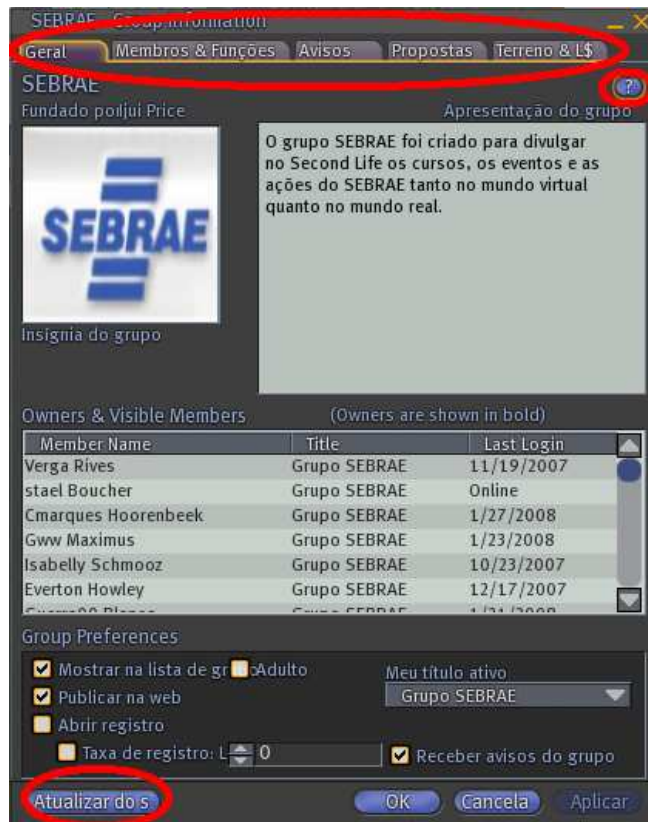 SEBRAE Group Information
Geral Membros & Funções Avisos Propostas Terreno & L$
SEBRAE ?
Fundado por Ijui Price Apresentação do grupo
O grupo SEBRAE foi criado para divulgar
no Second Life os cursos, os eventos e as
ações do SEBRAE tanto no mundo virtual
quanto no mundo real.
SEBRAE
Insígnia do grupo
Owners & Visible Members (Owners are shown in bold)
Member Name Title Last Login
Verga Rives Grupo SEBRAE 11/19/2007
stael Boucher Grupo SEBRAE Online
Cmarques Hoorenbeek Grupo SEBRAE 1/27/2008
Gww Maximus Grupo SEBRAE 1/23/2008
Isabelly Schmooz Grupo SEBRAE 10/23/2007
Everton Howley Grupo SEBRAE 12/17/2007
Grupo SEBRAE
Group Preferences
Mostrar na lista de gr Adulto Meu título ativo
Publicar na web Grupo SEBRAE
Abrir registro
Taxa de registro: L 0 Receber avisos do grupo
Atualizar do s OK Cancela Aplicar